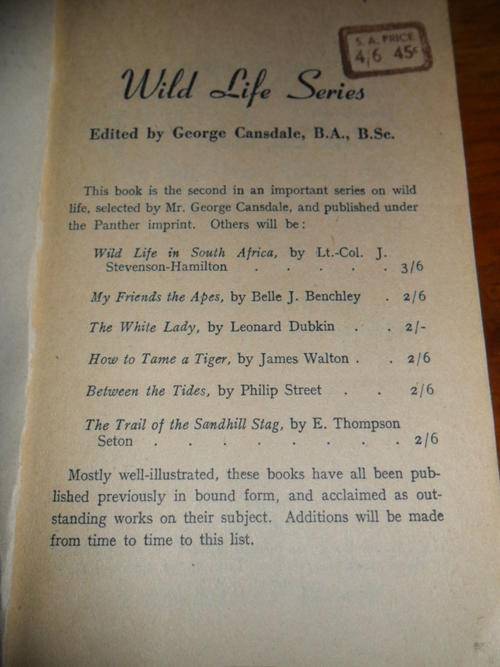 S. A. PRICE
4/6 45c
Wild Life Series
Edited by George Cansdale, B.A., B.Sc.
This book is the second in an important series on wild
life, selected by Mr. George Cansdale, and published under
the Panther imprint. Others will be:
Wild Life in South Africa, by Lt.-Col. J.
Stevenson-Hamilton . . . . . 3/6
My Friends the Apes, by Belle J. Benchley . 2/6
The White Lady, by Leonard Dubkin . . 2/-
How to Tame a Tiger, by James Walton . . 2/6
Between the Tides, by Philip Street . . 2/6
The Trail of the Sandhill Stag, by E. Thompson
Seton . . . . . . . . 2/6
Mostly well-illustrated, these books have all been pub-
lished previously in bound form, and acclaimed as out-
standing works on their subject. Additions will be made
from time to time to this list.